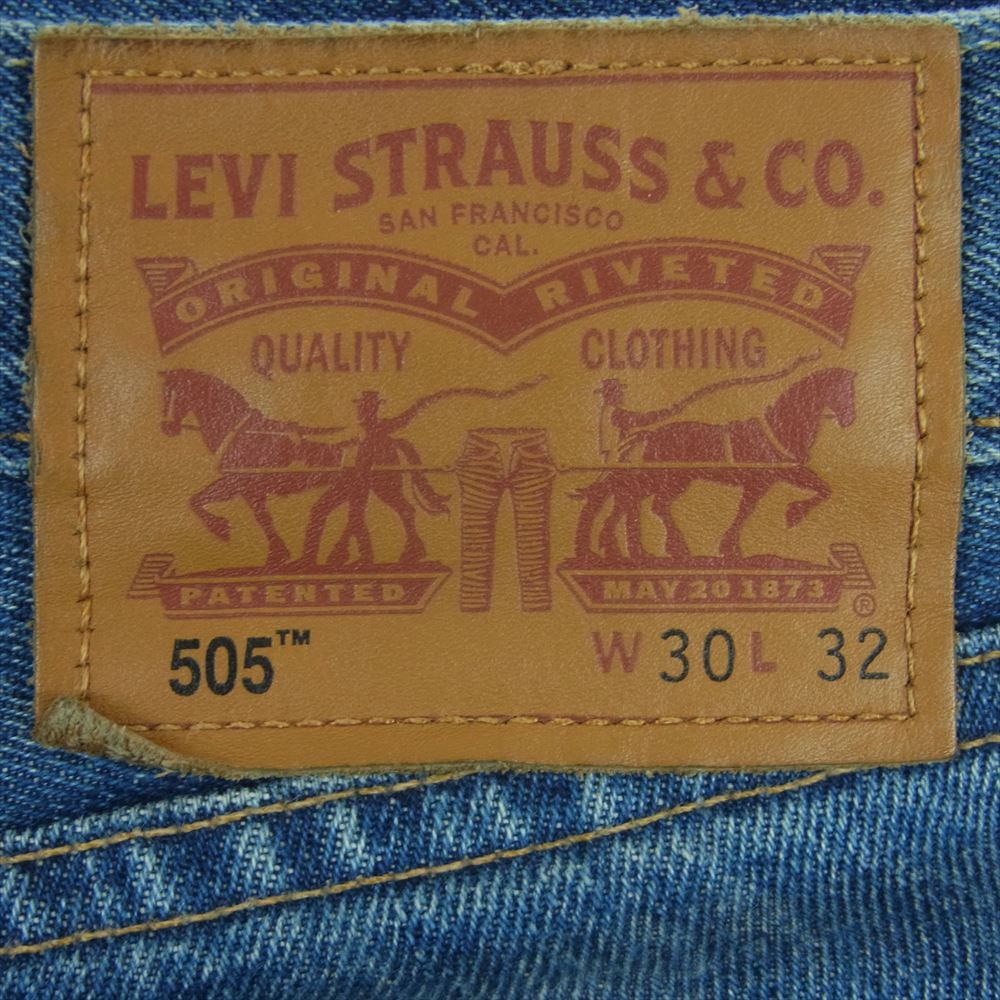 LEVI STRAUSS & CO.
SAN FRANCISCO
CAL.
ORIGINAL RIVETED
QUALITY CLOTHING
PATENTED MAY 20 1873 ®
505™ W 30 L 32